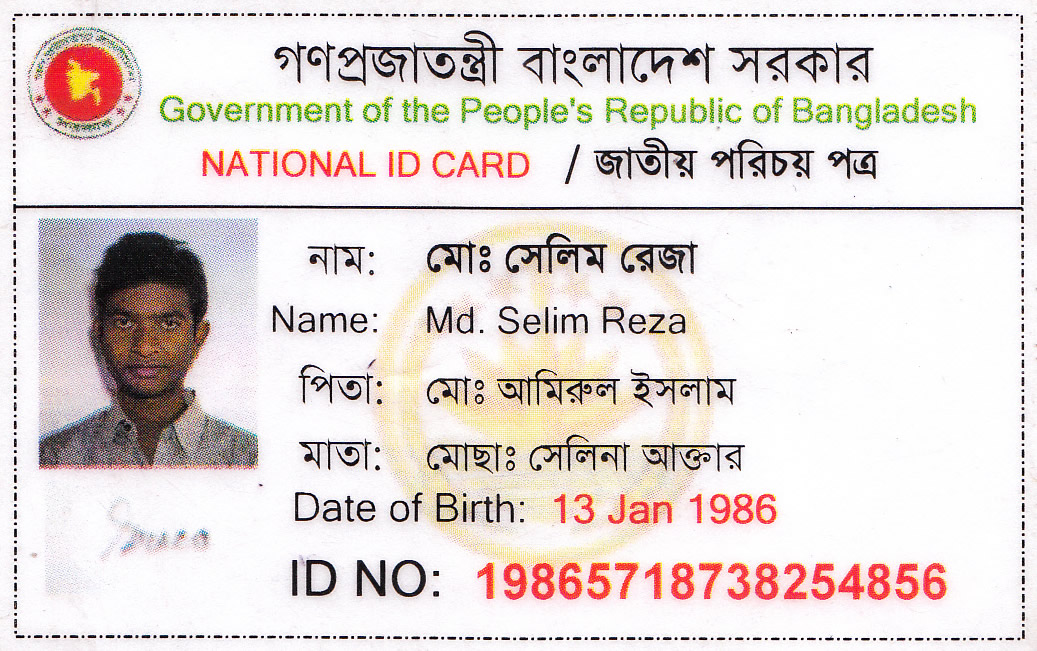 গণপ্রজাতন্ত্রী বাংলাদেশ সরকার
Government of the People's Republic of Bangladesh
NATIONAL ID CARD / জাতীয় পরিচয় পত্র
নাম: মোঃ সেলিম রেজা
Name: Md. Selim Reza
পিতা: মোঃ আমিরুল ইসলাম
মাতা: মোছাঃ সেলিনা আক্তার
Date of Birth: 13 Jan 1986
ID NO: 19865718738254856